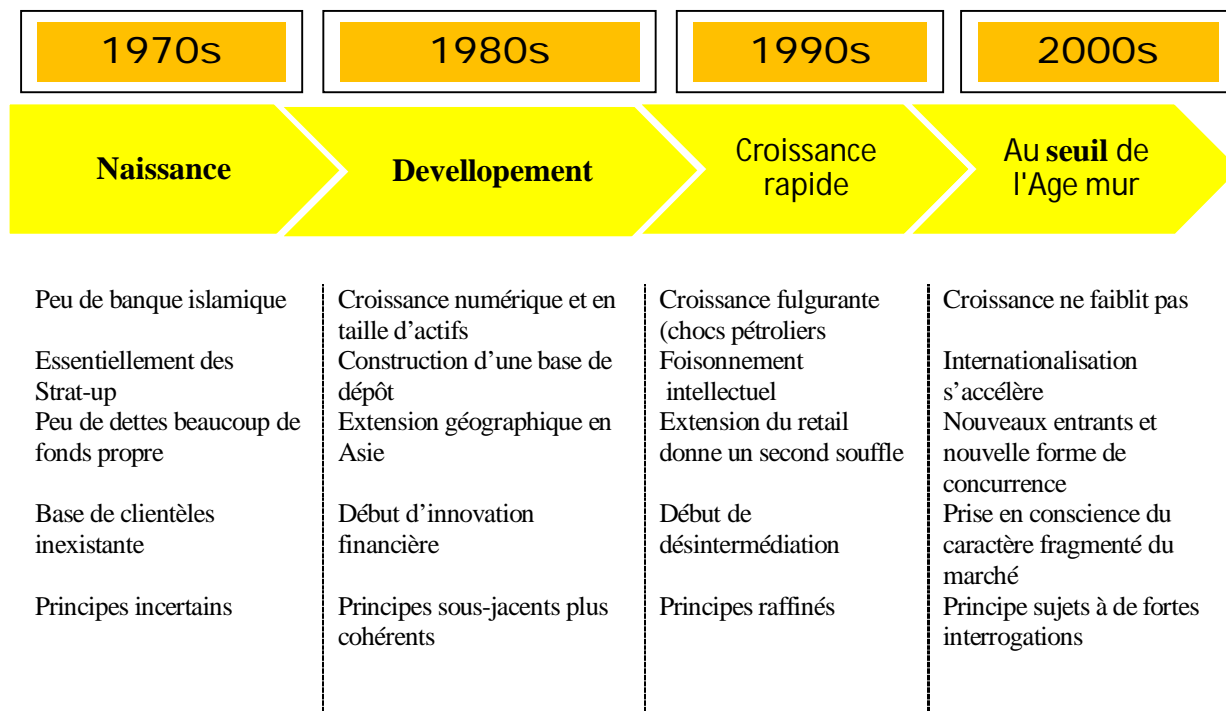 1970s
1980s
1990s
2000s
Naissance
Devellopement
Croissance
rapide
Au seuil de
l'Age mur
Peu de banque islamique
Essentiellement des
Strat-up
Peu de dettes beaucoup de
fonds propre
Base de clientèles
inexistante
Principes incertains
Croissance numérique et en
taille d’actifs
Construction d’une base de
dépôt
Extension géographique en
Asie
Début d’innovation
financière
Principes sous-jacents plus
cohérents
Croissance fulgurante
(chocs pétroliers
Foisonnement
intellectuel
Extension du retail
donne un second souffle
Début de
désintermédiation
Principes raffinés
Croissance ne faiblit pas
Internationalisation
s’accélère
Nouveaux entrants et
nouvelle forme de
concurrence
Prise en conscience du
caractère fragmenté du
marché
Principe sujets à de fortes
interrogations